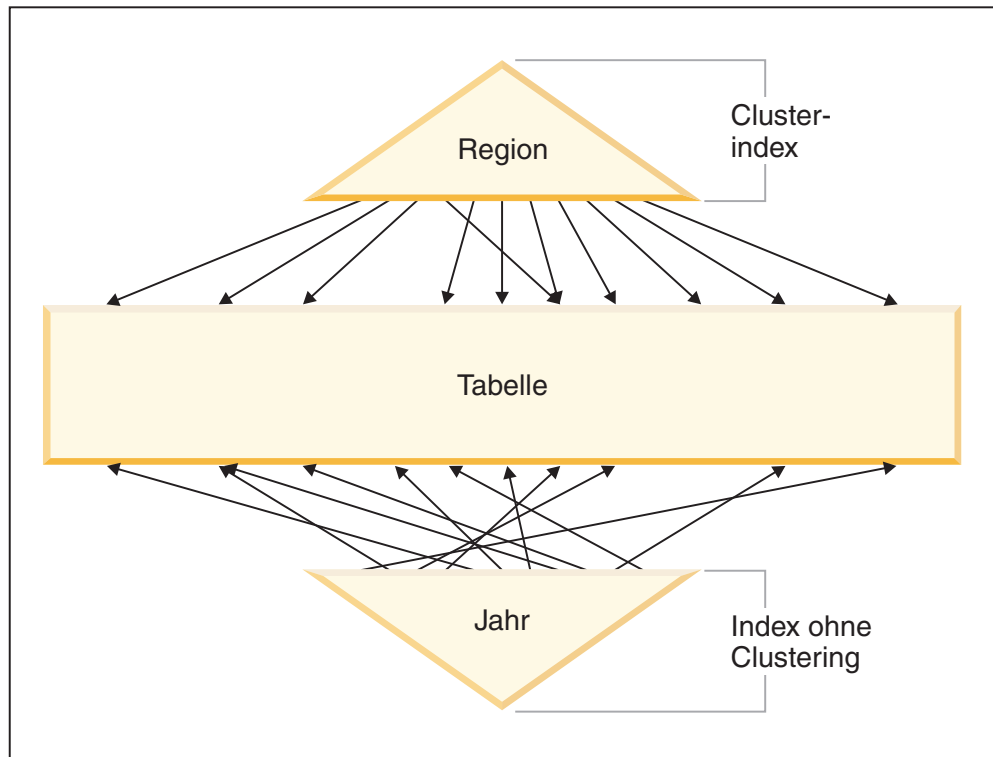 Region
Cluster-
index
Tabelle
Jahr
Index ohne
Clustering